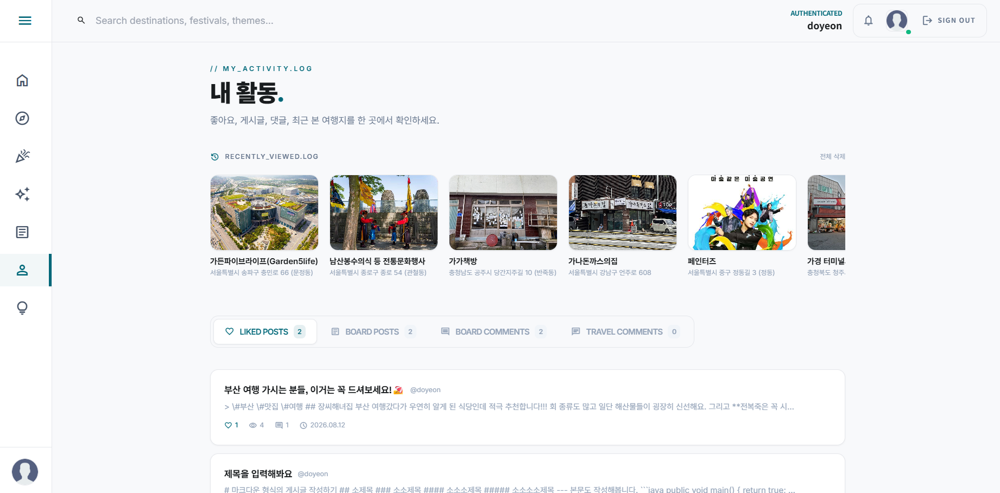 Search destinations, festivals, themes...
AUTHENTICATED
doyeon
SIGN OUT
// MY_ACTIVITY.LOG
내 활동.
좋아요, 게시글, 댓글, 최근 본 여행지를 한 곳에서 확인하세요.
RECENTLY_VIEWED.LOG
전체 삭제
마술같은 미술공연
돈까스의집
가나돈까스의집
TOP
가든파이브라이프(Garden5life)
서울특별시 송파구 충민로 66 (문정동)
남산봉수의식 등 전통문화행사
서울특별시 종로구 종로 54 (관철동)
가가책방
충청남도 공주시 당간지주길 10 (반죽동)
가나돈까스의집
서울특별시 강남구 언주로 608
페인터즈
서울특별시 중구 정동길 3 (정동)
가경 터미널
충청북도 청주
LIKED POSTS 2
BOARD POSTS 2
BOARD COMMENTS 2
TRAVEL COMMENTS 0
부산 여행 가시는 분들, 이거는 꼭 드셔보세요!🏖️ @doyeon
> \#부산 \#맛집 \#여행 ## 장씨해녀집 부산 여행갔다가 우연히 알게 된 식당인데 적극 추천합니다!!! 회 종류도 많고 일단 해산물들이 굉장히 신선해요. 그리고 **전복죽은 꼭 시...
1 4 1 2026.08.12
제목을 입력해봐요 @doyeon
# 마크다운 형식의 게시글 작성하기 ## 소제목 ### 소소제목 #### 소소소제목 ##### 소소소소제목 --- 본문도 작성해봅니다. ```java public void main() { return true; ...